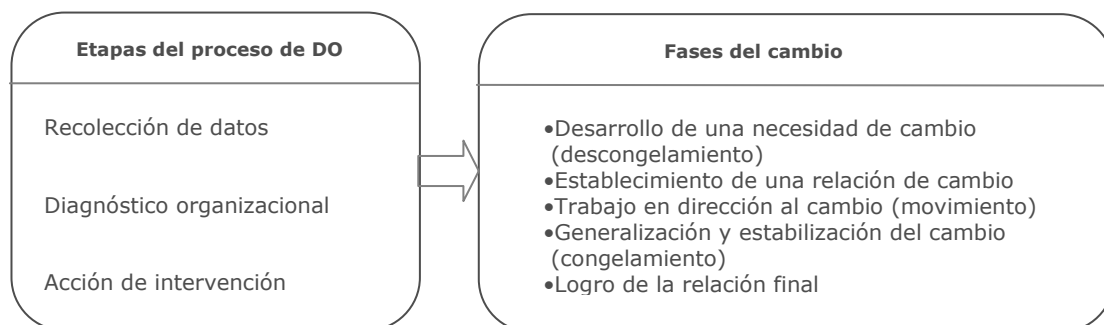 Etapas del proceso de DO
Recolección de datos
Diagnóstico organizacional
Acción de intervención
Fases del cambio
•Desarrollo de una necesidad de cambio
(descongelamiento)
•Establecimiento de una relación de cambio
•Trabajo en dirección al cambio (movimiento)
•Generalización y estabilización del cambio
(congelamiento)
•Logro de la relación final